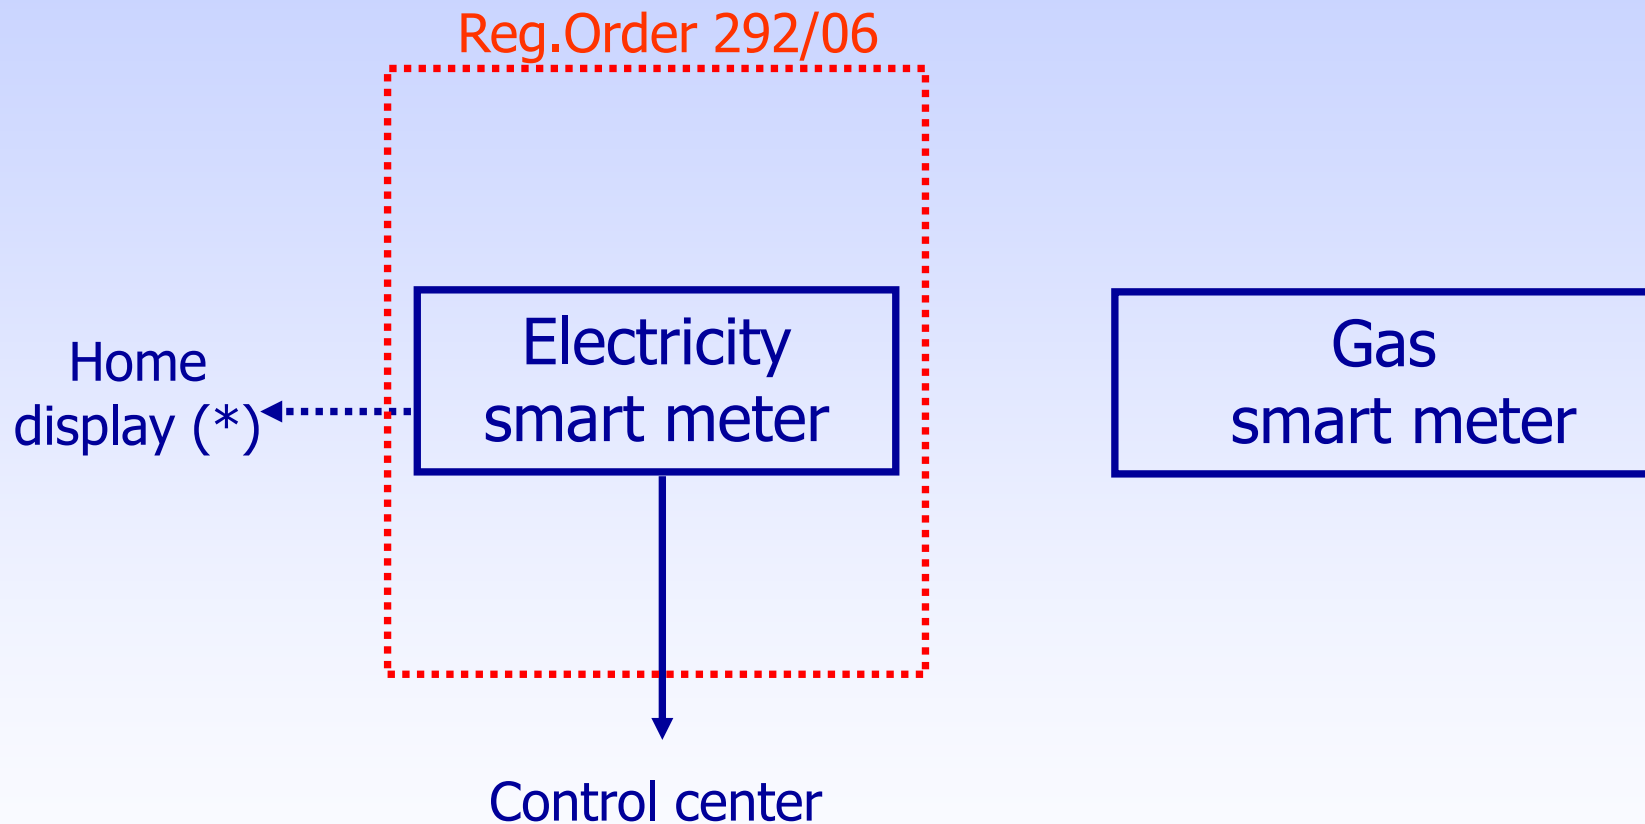 Reg.Order 292/06
Electricity
smart meter
Gas
smart meter
Home
display (*)
Control center